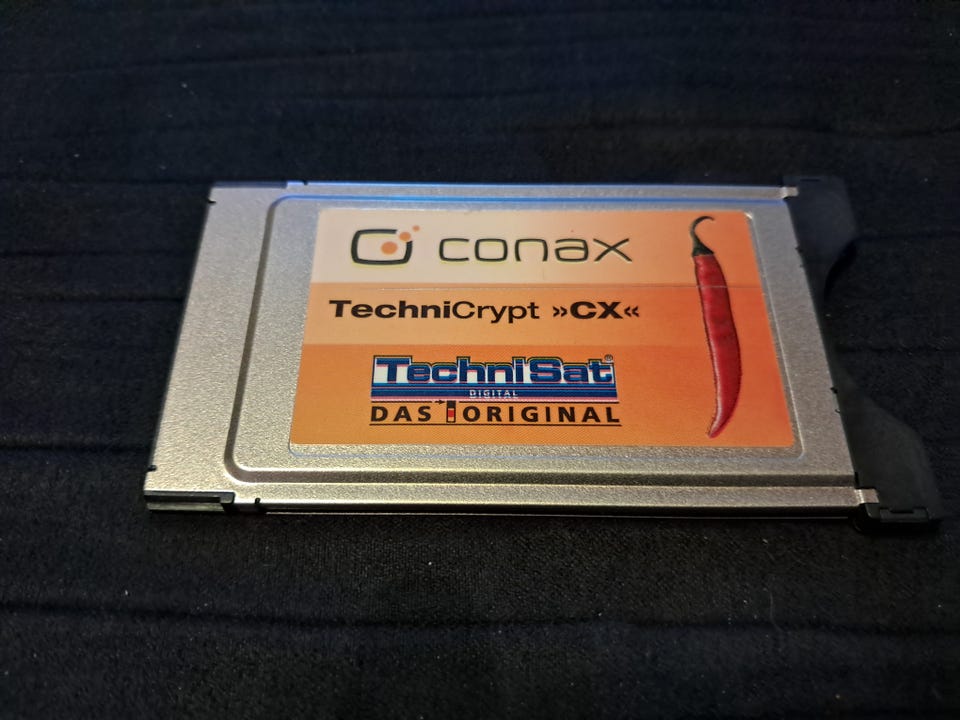 conax
TechniCrypt »CX«
TechniSat®
DIGITAL
DAS ORIGINAL